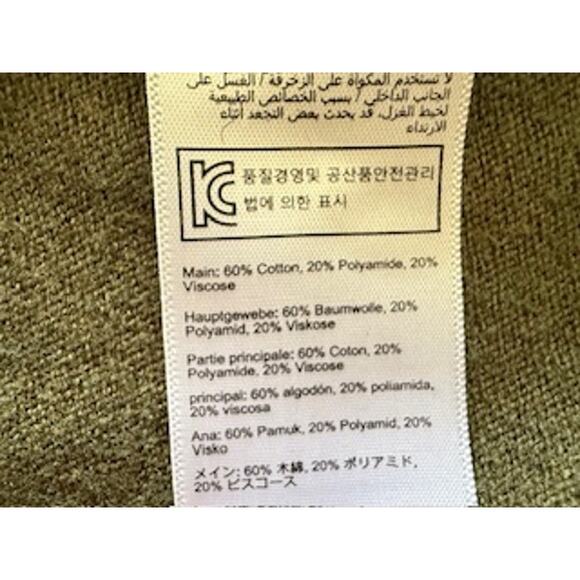 لا تستخدم المكواة على الزخرفة / الغسل على
الجانب الداخلي / بسبب الخصائص الطبيعية
لخيط الغزل، قد يحدث بعض التجعد أثناء
الارتداء
품질경영및 공산품안전관리
법에 의한 표시
Main: 60% Cotton, 20% Polyamide, 20%
Viscose
Hauptgewebe: 60% Baumwolle, 20%
Polyamid, 20% Viskose
Partie principale: 60% Coton, 20%
Polyamide, 20% Viscose
principal: 60% algodón, 20% poliamida,
20% viscosa
Ana: 60% Pamuk, 20% Polyamid, 20%
Visko
メイン: 60% 木綿, 20% ポリアミド,
20% ビスコース